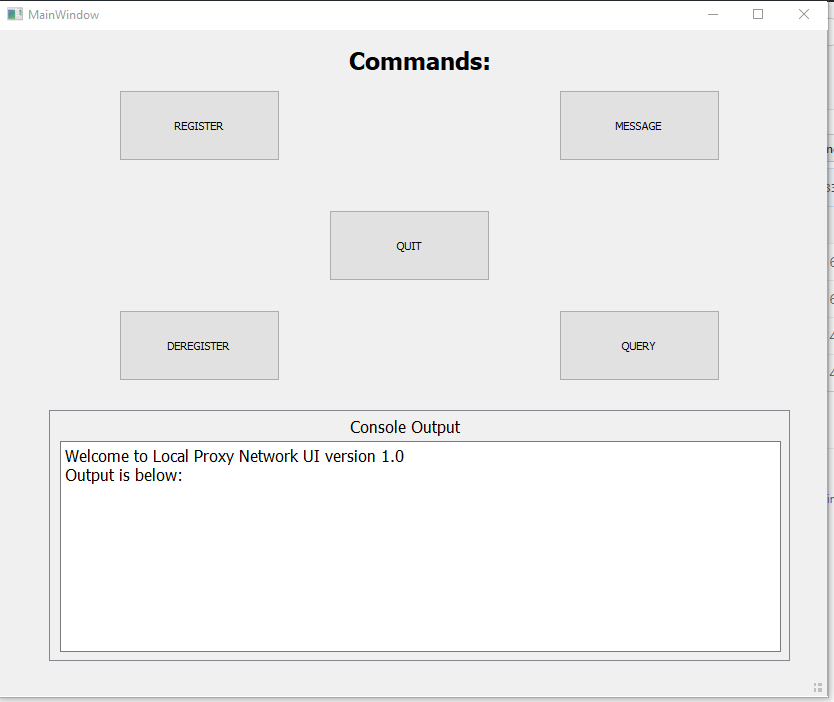 MainWindow
Commands:
REGISTER
MESSAGE
QUIT
DEREGISTER
QUERY
Console Output
Welcome to Local Proxy Network UI version 1.0
Output is below: